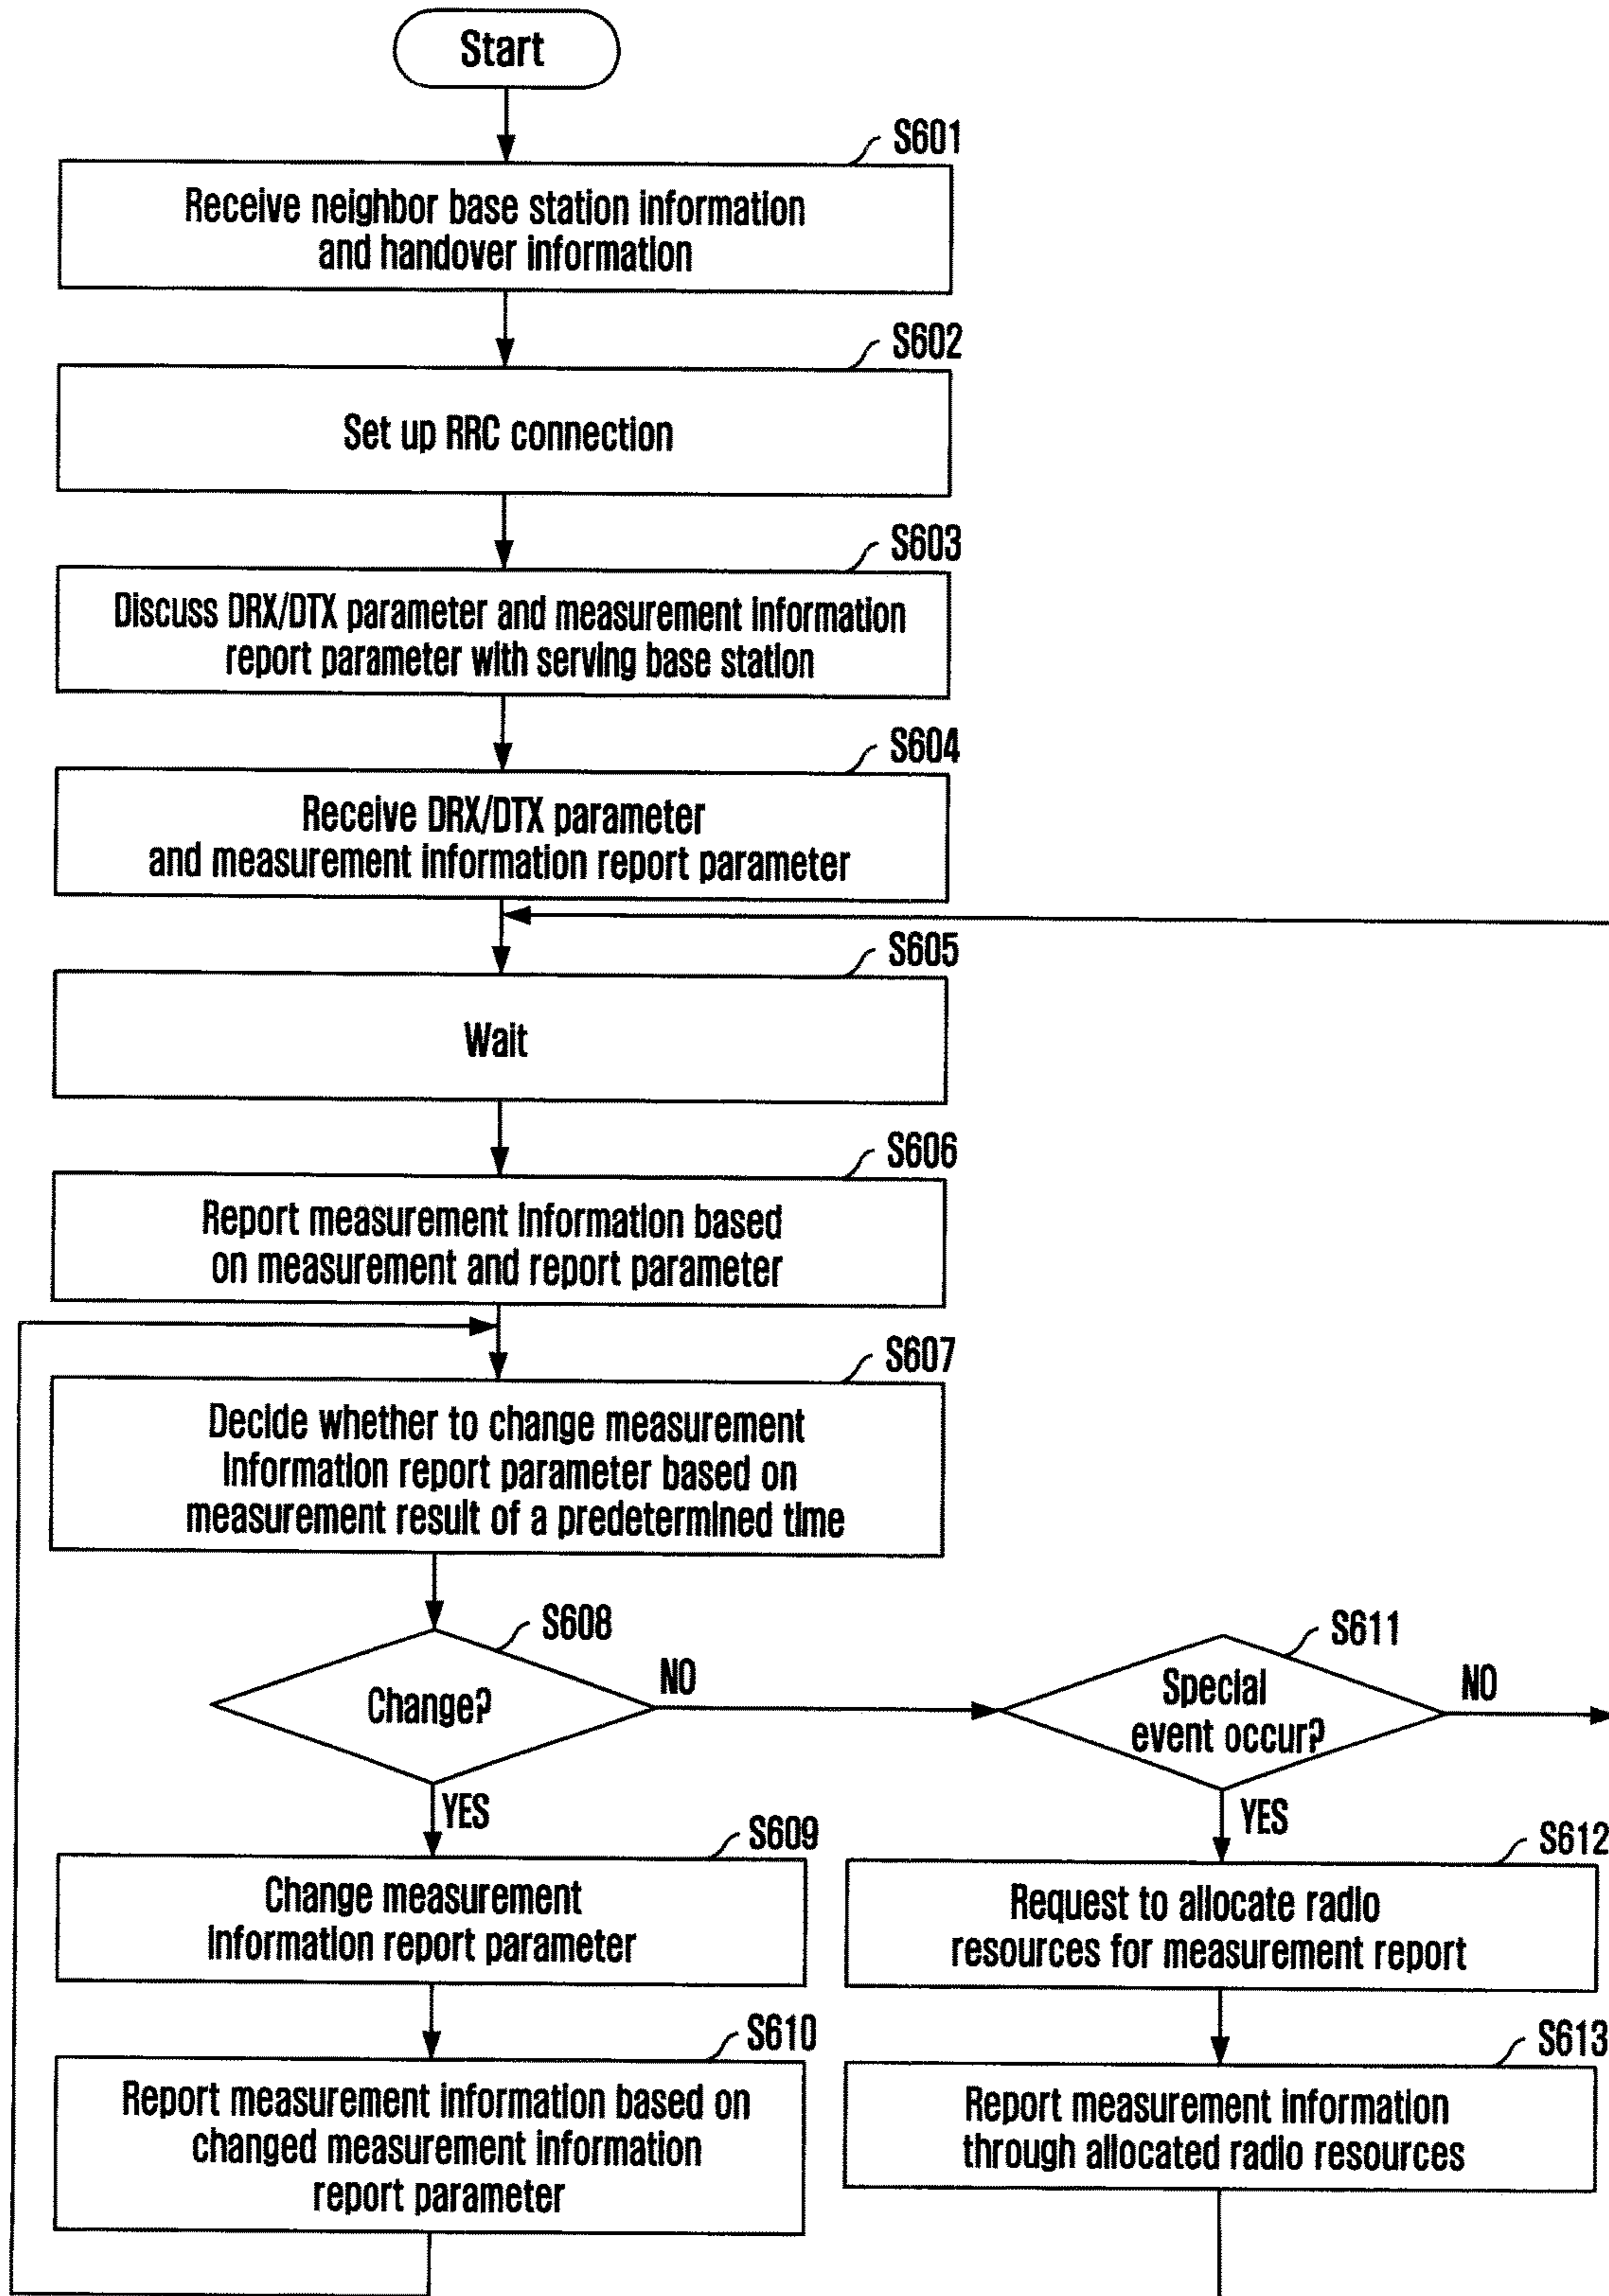 Start
S601
Receive neighbor base station information
and handover information
S602
Set up RRC connection
S603
Discuss DRX/DTX parameter and measurement information
report parameter with serving base station
S604
Receive DRX/DTX parameter
and measurement information report parameter
S605
Wait
S606
Report measurement information based
on measurement and report parameter
S607
Decide whether to change measurement
information report parameter based on
measurement result of a predetermined time
S608
Change?
NO
YES
S611
Special
event occur?
NO
YES
S609
Change measurement
information report parameter
S612
Request to allocate radio
resources for measurement report
S610
Report measurement information based on
changed measurement information
report parameter
S613
Report measurement information
through allocated radio resources